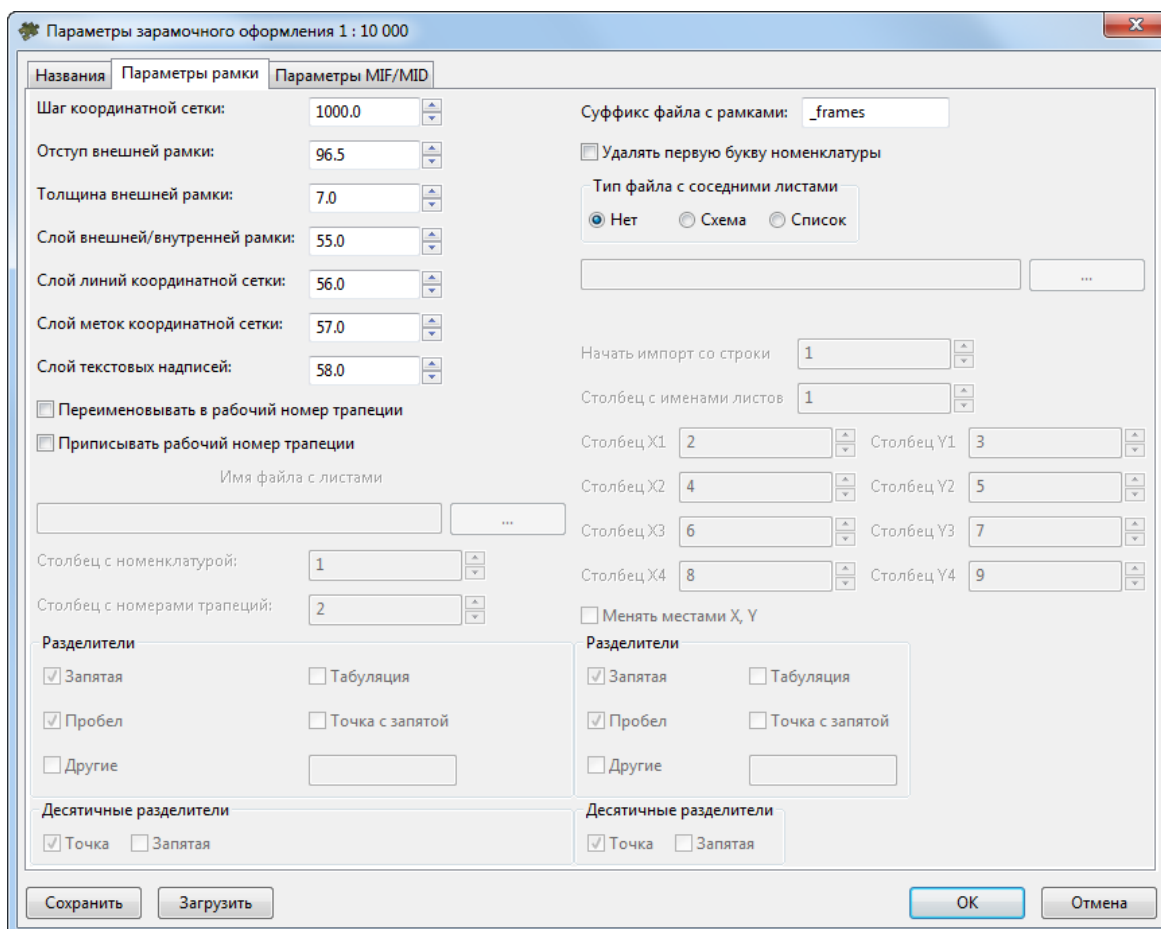 Параметры зарамочного оформления 1 : 10 000
Названия Параметры рамки Параметры MIF/MID
Шаг координатной сетки: 1000.0
Отступ внешней рамки: 96.5
Толщина внешней рамки: 7.0
Слой внешней/внутренней рамки: 55.0
Слой линий координатной сетки: 56.0
Слой меток координатной сетки: 57.0
Слой текстовых надписей: 58.0
Переименовывать в рабочий номер трапеции
Приписывать рабочий номер трапеции
Имя файла с листами
...
Столбец с номенклатурой: 1
Столбец с номерами трапеций: 2
Разделители
Запятая Табуляция
Пробел Точка с запятой
Другие
Десятичные разделители
Точка Запятая
Суффикс файла с рамками: _frames
Удалять первую букву номенклатуры
Тип файла с соседними листами
Нет Схема Список
...
Начать импорт со строки 1
Столбец с именами листов 1
Столбец X1 2 Столбец Y1 3
Столбец X2 4 Столбец Y2 5
Столбец X3 6 Столбец Y3 7
Столбец X4 8 Столбец Y4 9
Менять местами X, Y
Разделители
Запятая Табуляция
Пробел Точка с запятой
Другие
Десятичные разделители
Точка Запятая
Сохранить Загрузить OK Отмена